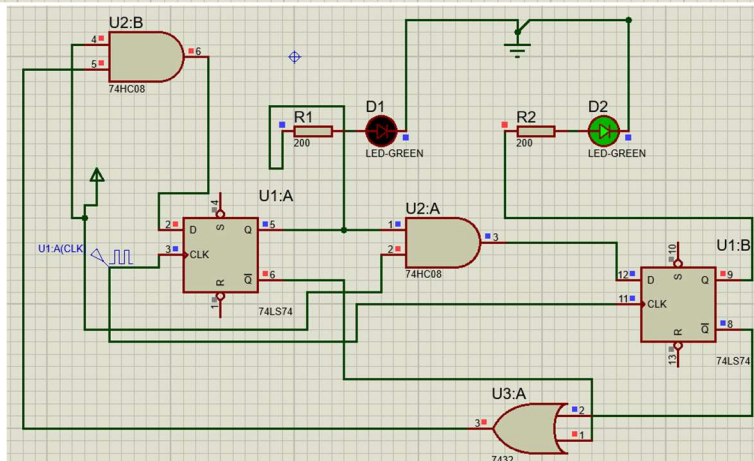 U2:B
4
5
6
74HC08
R1
200
D1
LED-GREEN
R2
200
D2
LED-GREEN
U1:A
4
2
D
S
Q
5
3
CLK
Q
6
R
1
74LS74
U1:A(CLK
U2:A
1
2
3
74HC08
U1:B
10
12
D
S
Q
9
11
CLK
Q
8
R
13
74LS74
U3:A
3
2
1
7432